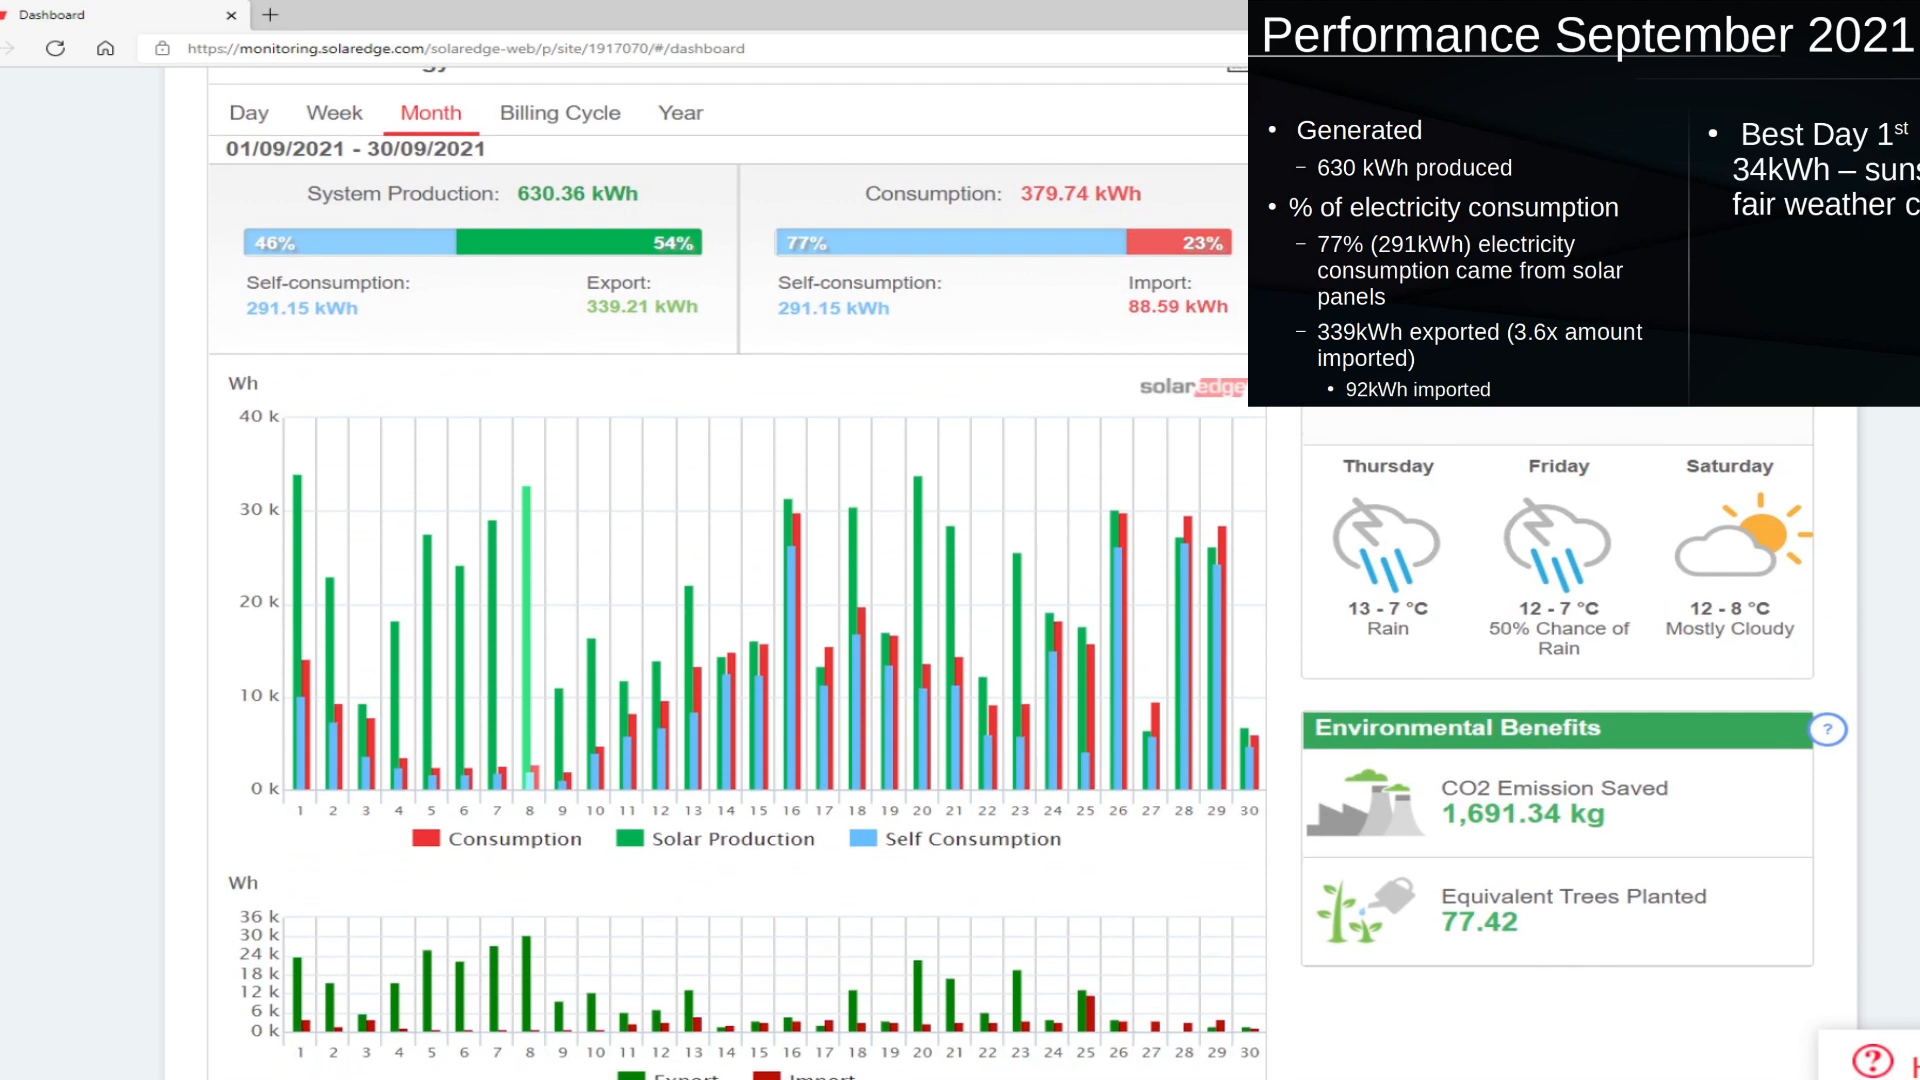 Dashboard
https://monitoring.solaredge.com/solaredge-web/p/site/1917070/#/dashboard
Day Week Month Billing Cycle Year
01/09/2021 - 30/09/2021
System Production: 630.36 kWh
Consumption: 379.74 kWh
46% 54%
77% 23%
Self-consumption: Export:
291.15 kWh 339.21 kWh
Self-consumption: Import:
291.15 kWh 88.59 kWh
Performance September 2021
• Generated
– 630 kWh produced
• % of electricity consumption
– 77% (291kWh) electricity
consumption came from solar
panels
– 339kWh exported (3.6x amount
imported)
• 92kWh imported
• Best Day 1st
34kWh –
fair weather
Wh
solaredge
40 k
30 k
20 k
10 k
0 k
1 2 3 4 5 6 7 8 9 10 11 12 13 14 15 16 17 18 19 20 21 22 23 24 25 26 27 28 29 30
Consumption Solar Production Self Consumption
Wh
36 k
30 k
24 k
18 k
12 k
6 k
0 k
1 2 3 4 5 6 7 8 9 10 11 12 13 14 15 16 17 18 19 20 21 22 23 24 25 26 27 28 29 30
Export Import
Thursday Friday Saturday
13 - 7 °C
Rain
12 - 7 °C
50% Chance of
Rain
12 - 8 °C
Mostly Cloudy
Environmental Benefits
?
CO2 Emission Saved
1,691.34 kg
Equivalent Trees Planted
77.42
?